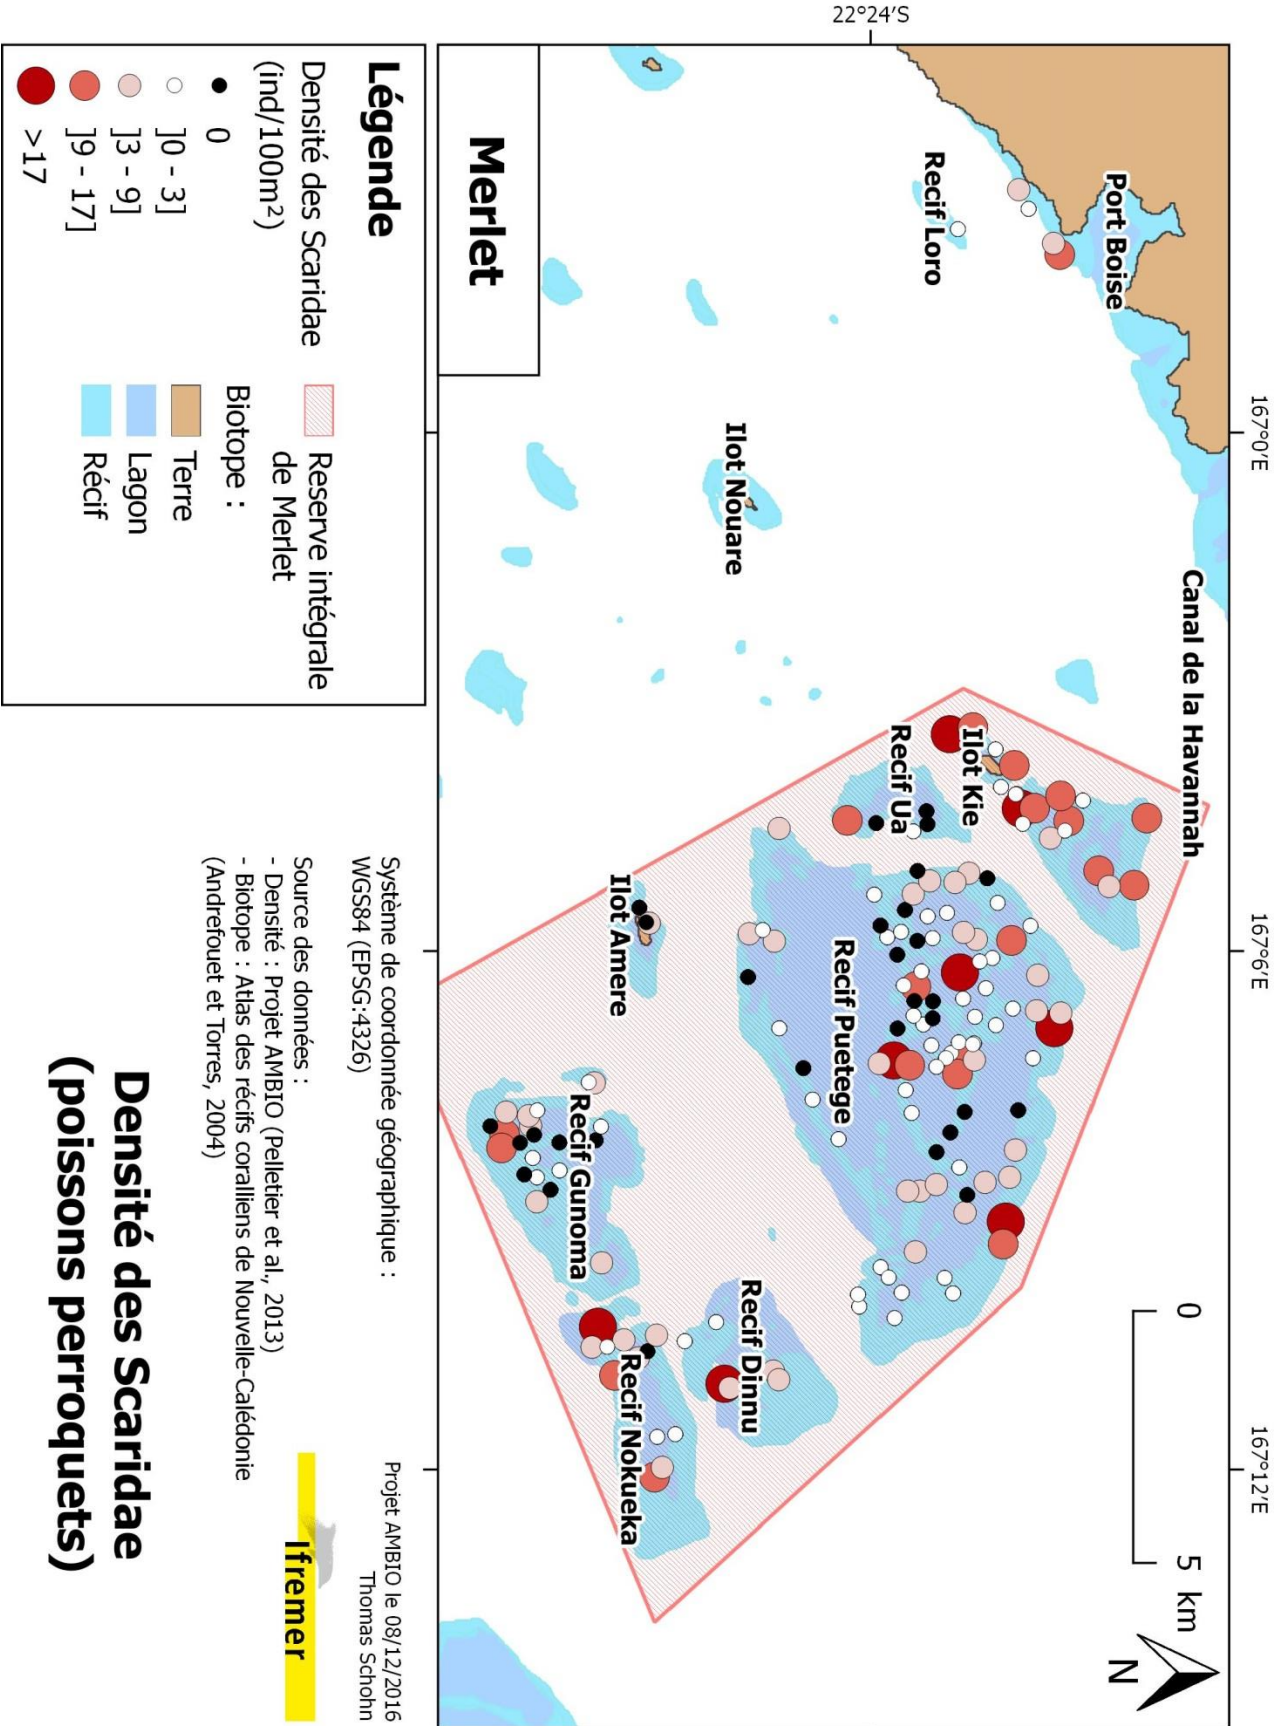 167°0'E
167°6'E
167°12'E
22°24'S
Canal de la Havannah
Port Boise
Recif Loro
Ilot Nouare
Ilot Kie
Recif Ua
Recif Puetege
Ilot Amere
Recif Gunoma
Recif Dinnu
Recif Nokueka
0
5 km
N
Merlet
Légende
Densité des Scaridae
(ind/100m²)
0
]0 - 3]
]3 - 9]
]9 - 17]
>17
Reserve intégrale
de Merlet
Biotope :
Terre
Lagon
Récif
Système de coordonnée géographique :
WGS84 (EPSG:4326)
Source des données :
- Densité : Projet AMBIO (Pelletier et al., 2013)
- Biotope : Atlas des récifs coralliens de Nouvelle-Calédonie
(Andrefouet et Torres, 2004)
Projet AMBIO le 08/12/2016
Thomas Schohn
Ifremer
Densité des Scaridae
(poissons perroquets)